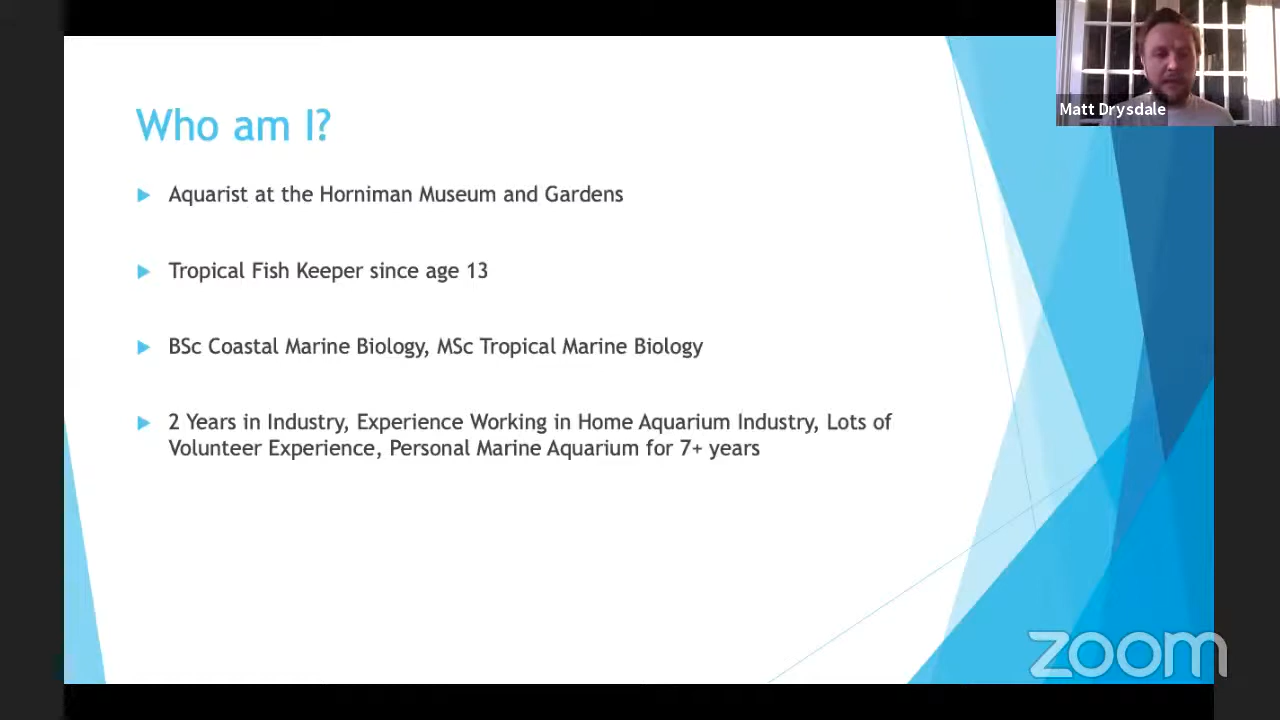 Matt Drysdale
Who am I?
Aquarist at the Horniman Museum and Gardens
Tropical Fish Keeper since age 13
BSc Coastal Marine Biology, MSc Tropical Marine Biology
2 Years in Industry, Experience Working in Home Aquarium Industry, Lots of
Volunteer Experience, Personal Marine Aquarium for 7+ years
zoom